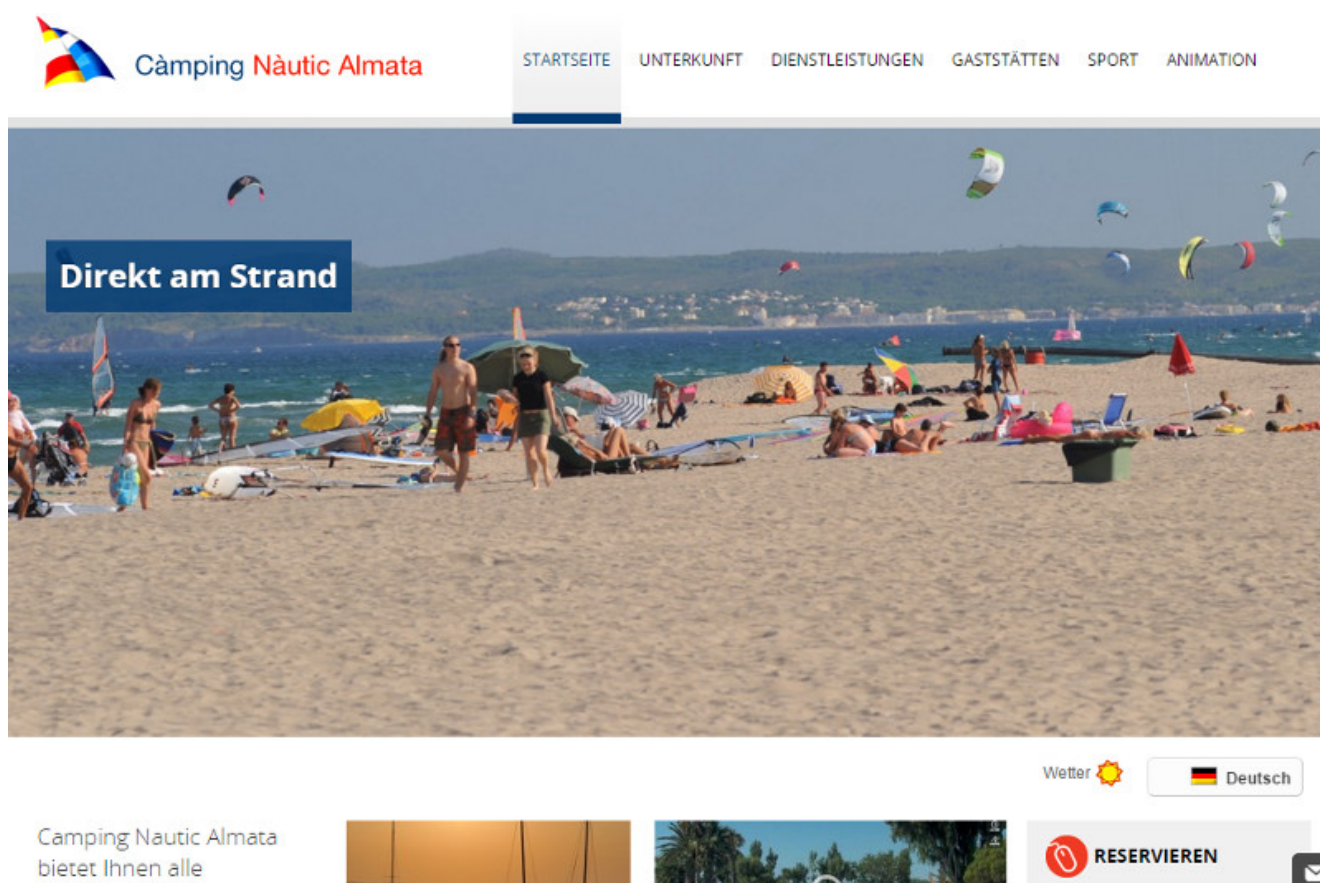 Càmping Nàutic Almata
STARTSEITE UNTERKUNFT DIENSTLEISTUNGEN GASTSTÄTTEN SPORT ANIMATION
Direkt am Strand
Wetter
Deutsch
Camping Nautic Almata
bietet Ihnen alle
RESERVIEREN